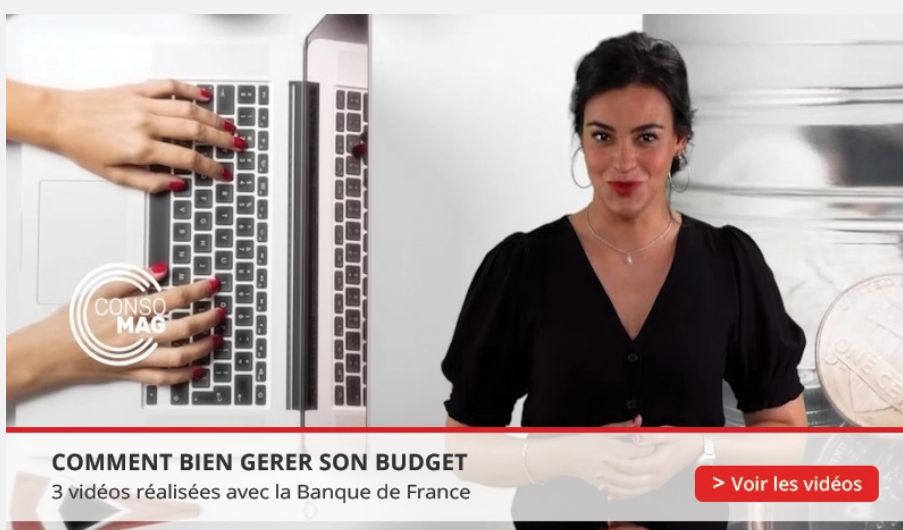 CONSO
MAG
COMMENT BIEN GERER SON BUDGET
3 vidéos réalisées avec la Banque de France
> Voir les vidéos